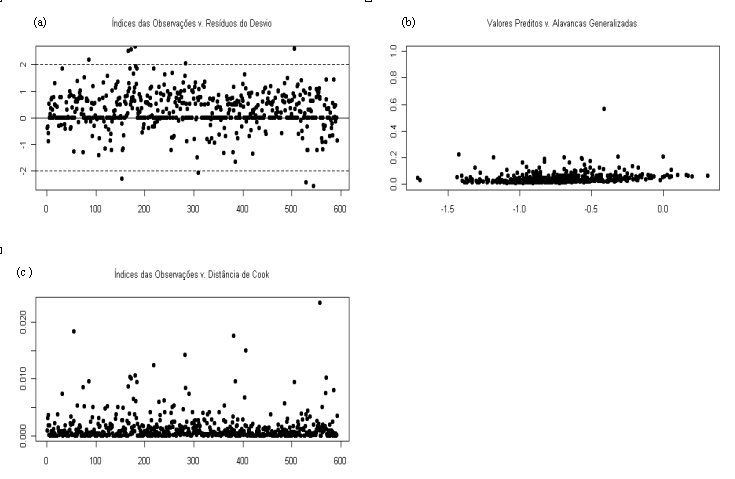 (a)
Índices das Observações v. Resíduos do Desvio
2
1
0
-1
-2
0 100 200 300 400 500 600
(b)
Valores Preditos v. Alavancas Generalizadas
1.0
0.8
0.6
0.4
0.2
0.0
-1.5 -1.0 -0.5 0.0
(c )
Índices das Observações v. Distância de Cook
0.020
0.010
0.000
0 100 200 300 400 500 600